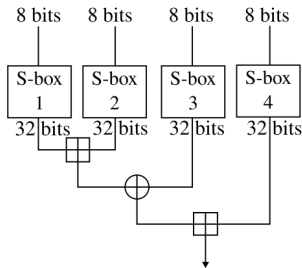 8 bits 8 bits 8 bits 8 bits
S-box S-box S-box S-box
1 2 3 4
32 bits 32 bits 32 bits 32 bits